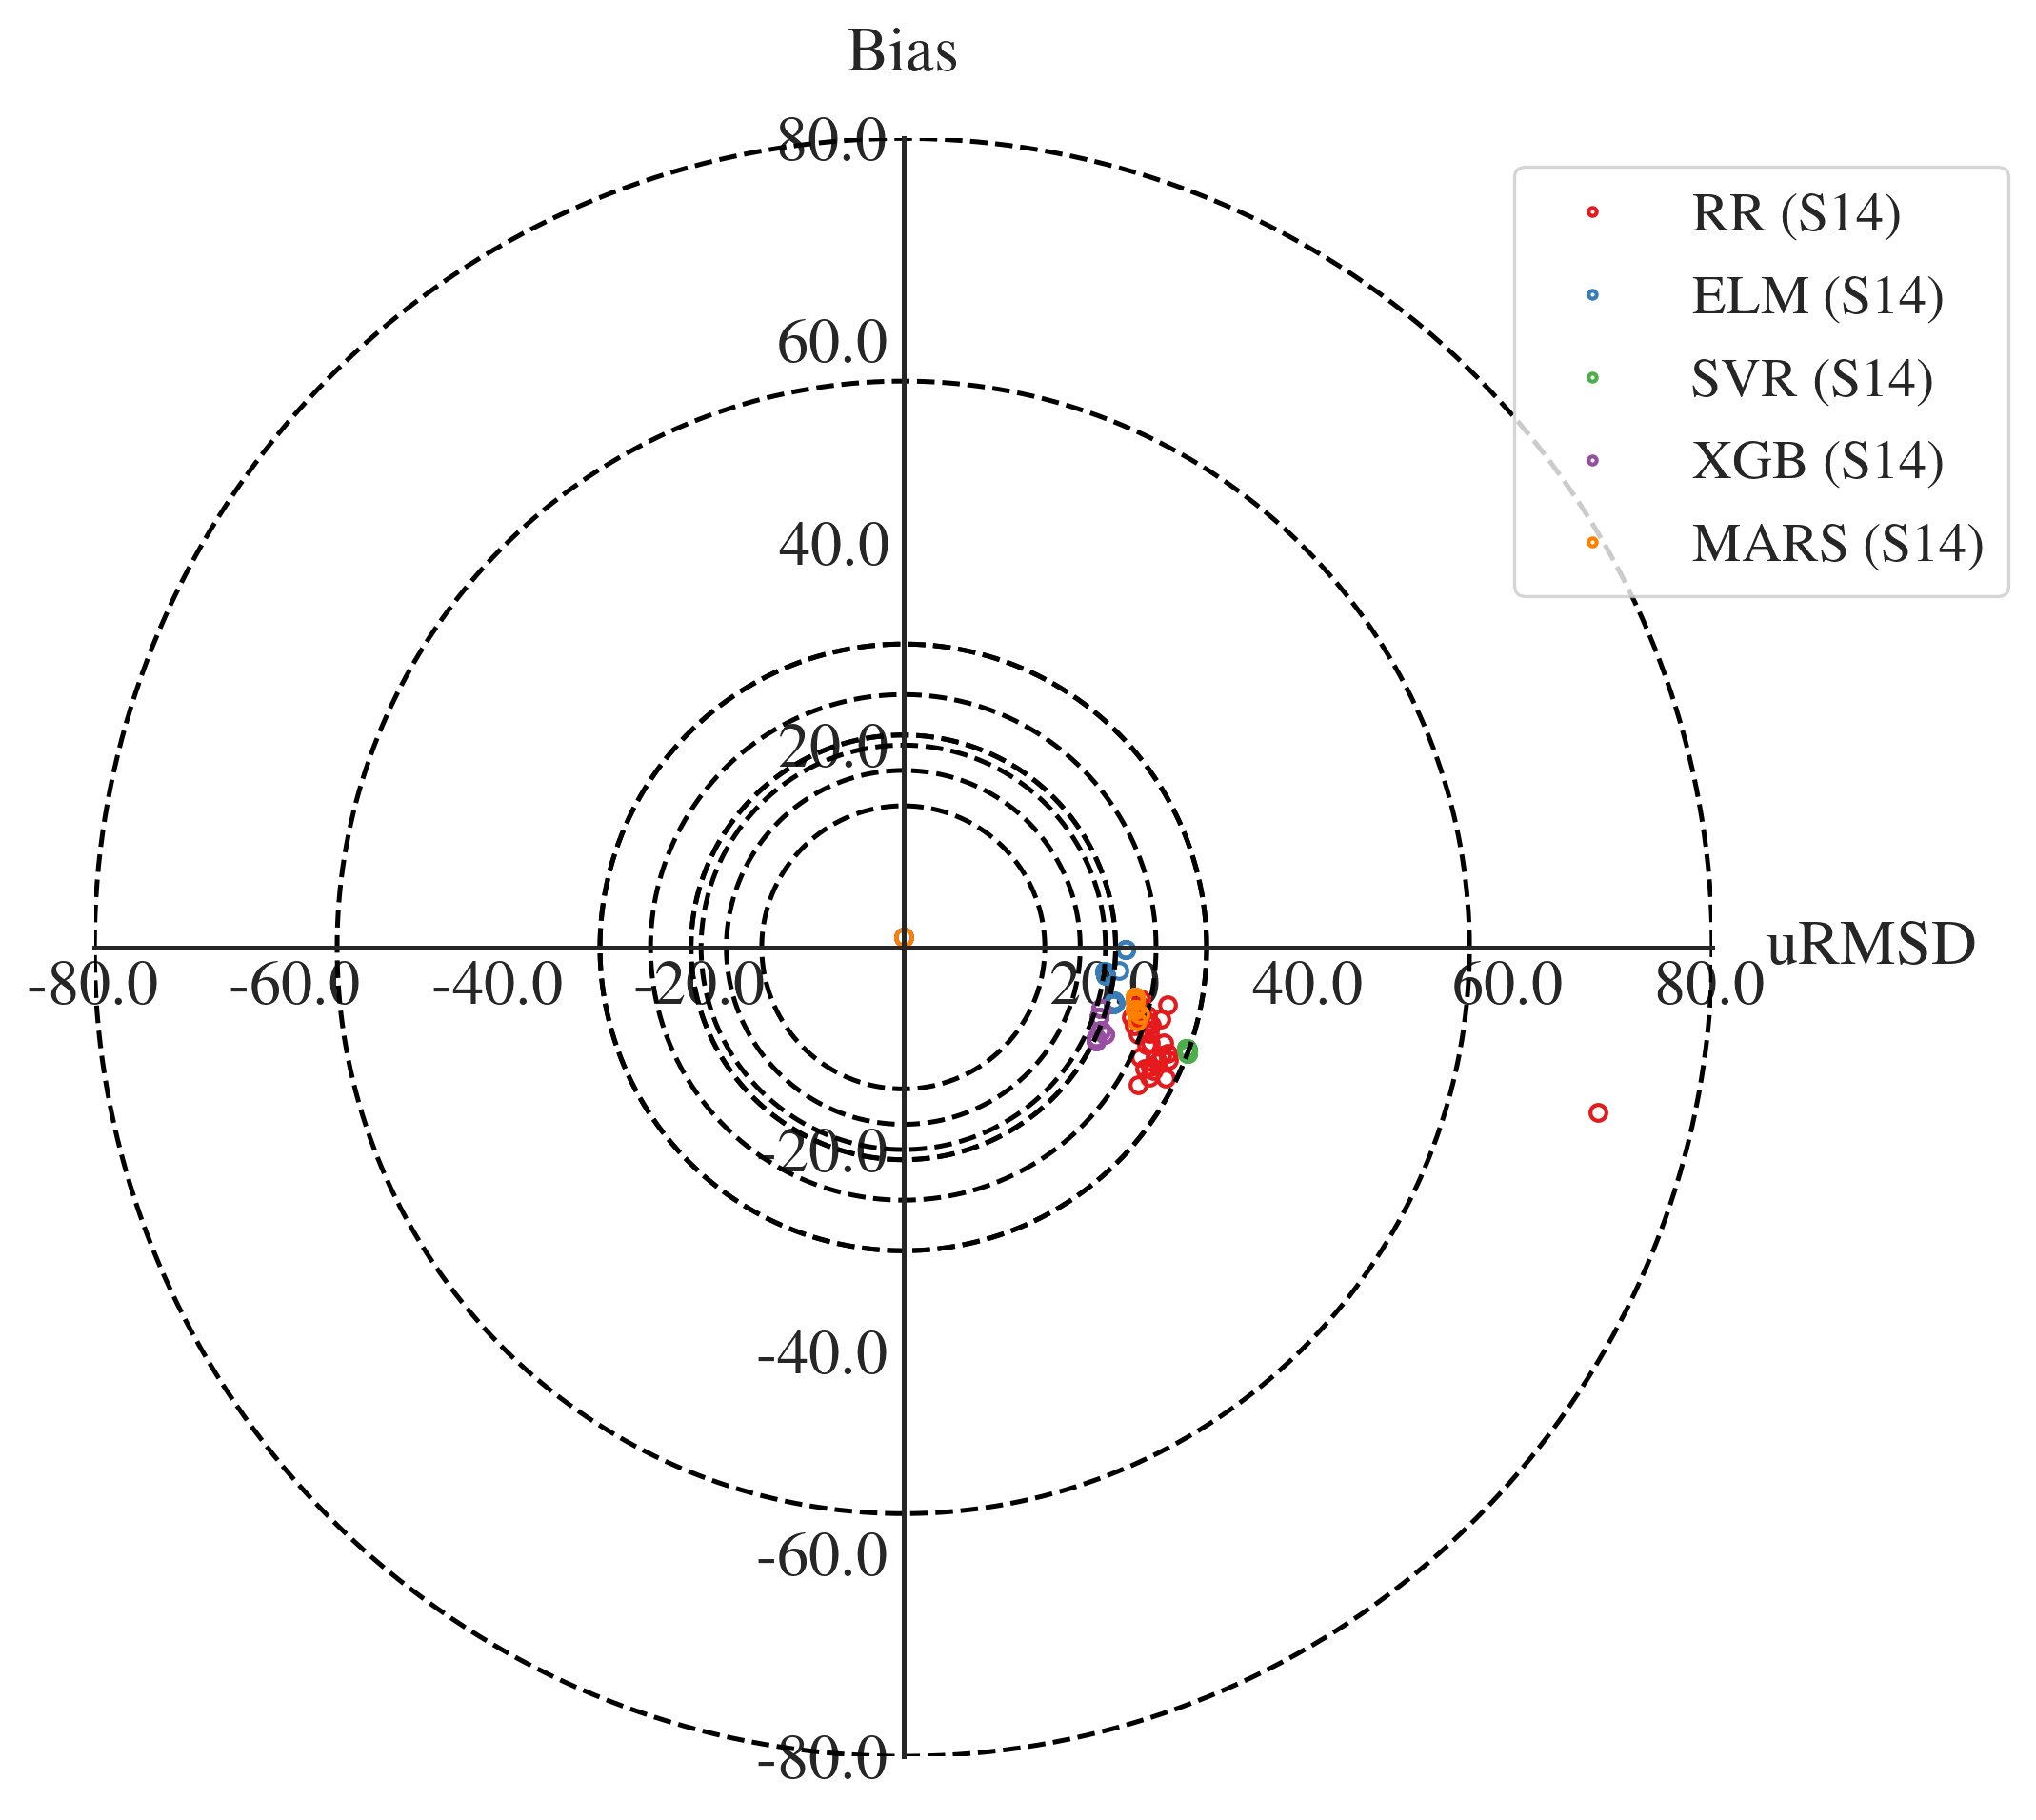 Bias
80.0
RR (S14)
ELM (S14)
60.0
SVR (S14)
XGB (S14)
40.0
MARS (S14)
20.0
uRMSD
-80.0 -60.0 -40.0 -20.0 20.0 40.0 60.0 80.0
-20.0
-40.0
-60.0
-80.0